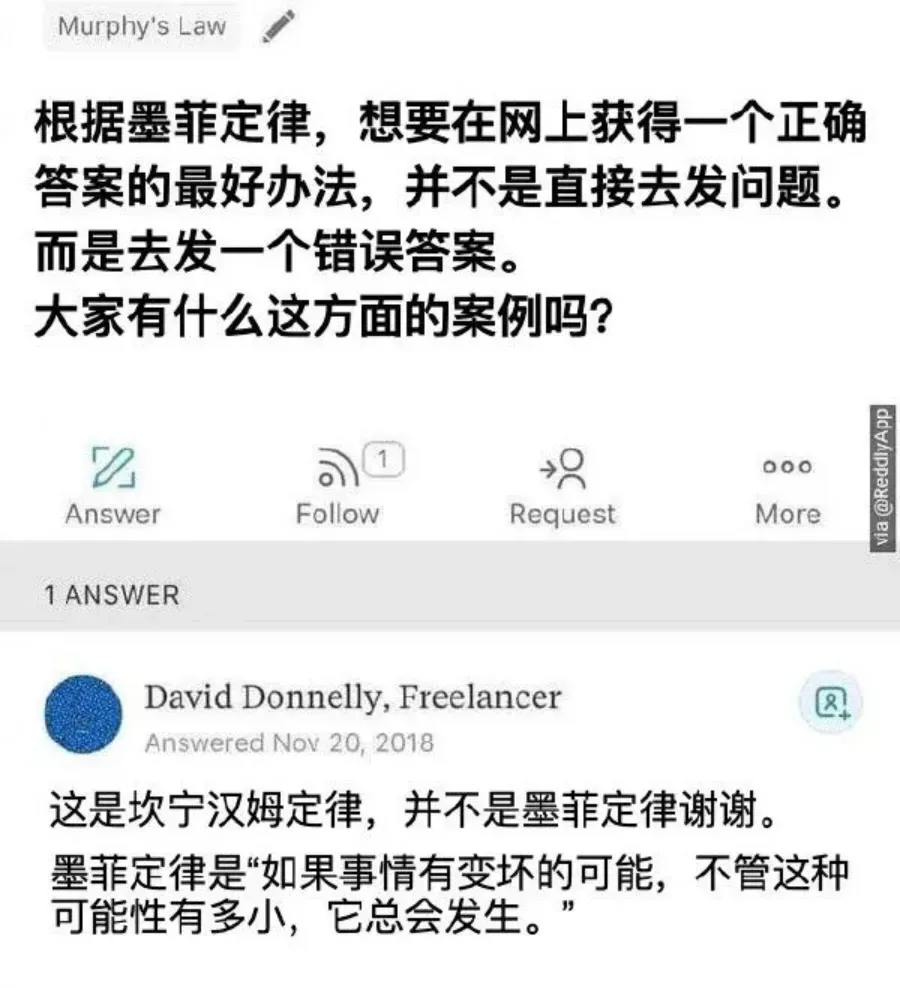 Murphy's Law
根据墨菲定律，想要在网上获得一个正确
答案的最好办法，并不是直接去发问题。
而是去发一个错误答案。
大家有什么这方面的案例吗？
1
Answer
Follow
Request
More
via @ReddlyApp
1 ANSWER
David Donnelly, Freelancer
Answered Nov 20, 2018
这是坎宁汉姆定律，并不是墨菲定律谢谢。
墨菲定律是“如果事情有变坏的可能，不管这种
可能性有多小，它总会发生。”